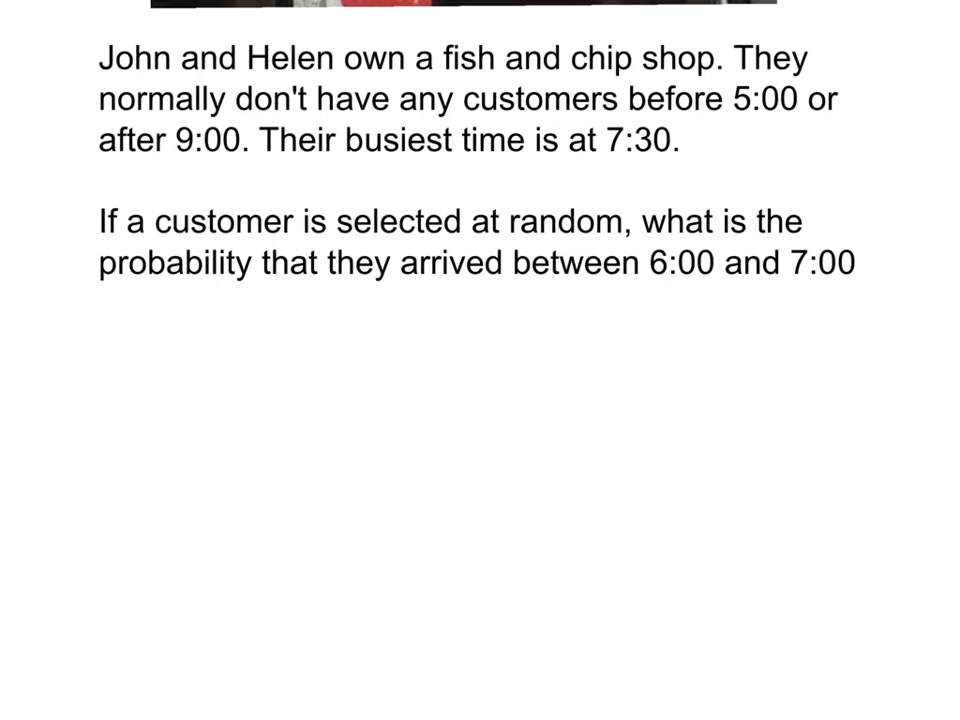 John and Helen own a fish and chip shop. They
normally don't have any customers before 5:00 or
after 9:00. Their busiest time is at 7:30.
If a customer is selected at random, what is the
probability that they arrived between 6:00 and 7:00